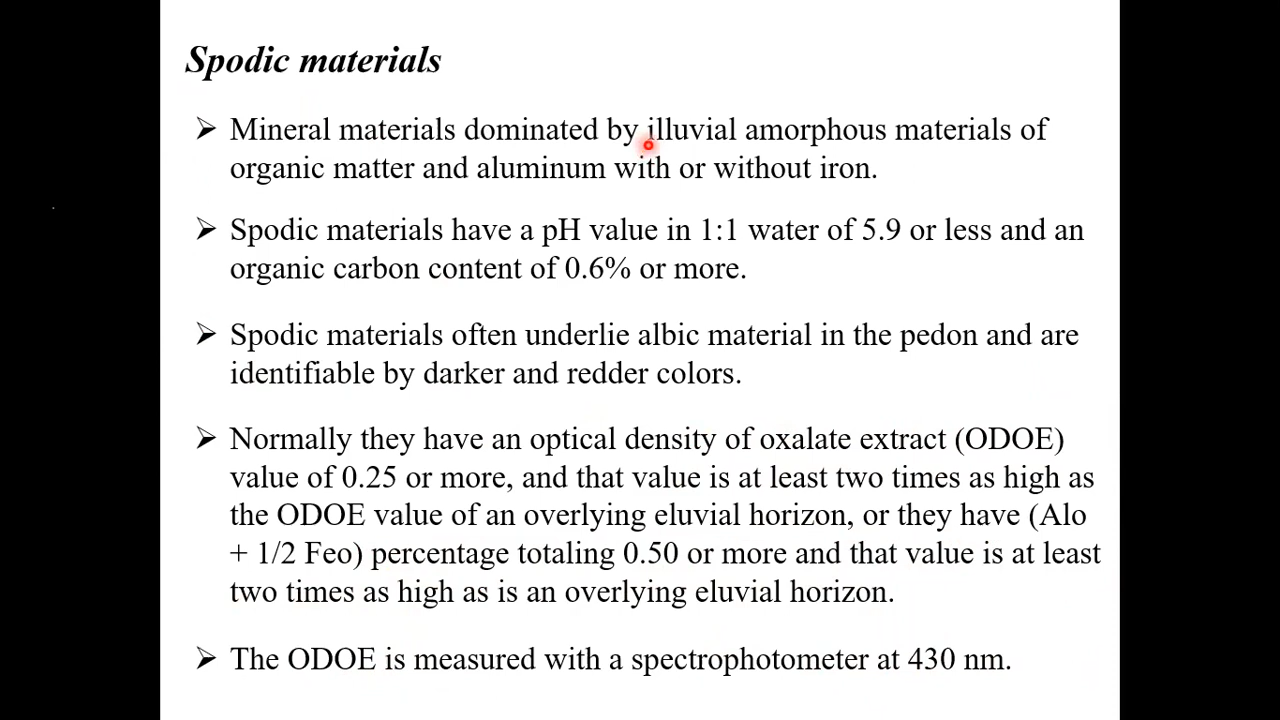 Spodic materials
➢ Mineral materials dominated by illuvial amorphous materials of
organic matter and aluminum with or without iron.
➢ Spodic materials have a pH value in 1:1 water of 5.9 or less and an
organic carbon content of 0.6% or more.
➢ Spodic materials often underlie albic material in the pedon and are
identifiable by darker and redder colors.
➢ Normally they have an optical density of oxalate extract (ODOE)
value of 0.25 or more, and that value is at least two times as high as
the ODOE value of an overlying eluvial horizon, or they have (Alo
+ 1/2 Feo) percentage totaling 0.50 or more and that value is at least
two times as high as is an overlying eluvial horizon.
➢ The ODOE is measured with a spectrophotometer at 430 nm.